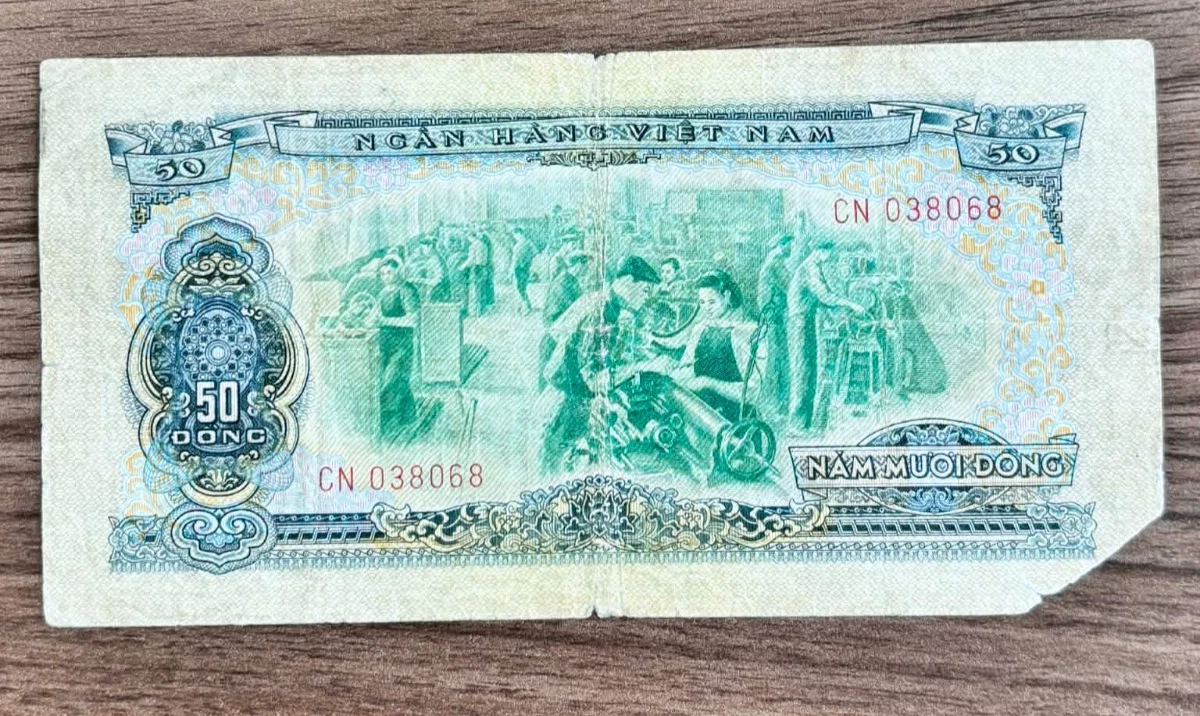 NGÂN HÀNG VIỆT NAM
50
50
CN 038068
50
ĐỒNG
CN 038068
NĂM MƯƠI ĐỒNG